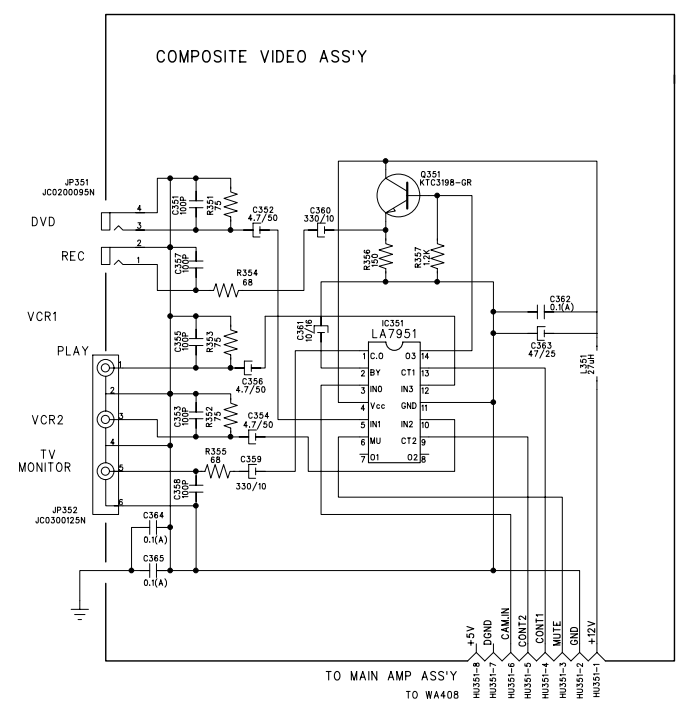 COMPOSITE VIDEO ASS'Y
JP351
JC0200095N
DVD
4
3
REC
2
1
C351
100P
R351
75
C352
4.7/50
C357
100P
R354
68
C360
330/10
Q351
KTC3198-GR
R356
150
R357
1.2K
VCR1
PLAY
C355
100P
R353
75
C356
4.7/50
C361
10/16
IC351
LA7951
1 C.O
2 BY
3 IN0
4 Vcc
5 IN1
6 MU
7 O1
O3 14
CT1 13
IN3 12
GND 11
IN2 10
CT2 9
O2 8
C362
0.1(A)
C363
47/25
L351
27uH
1
2
3
4
5
6
VCR2
C353
100P
R352
75
C354
4.7/50
TV
MONITOR
R355
68
C359
330/10
C358
100P
JP352
JC0300125N
C364
0.1(A)
C365
0.1(A)
+5V
DGND
CAM.IN
CONT2
CONT1
MUTE
GND
+12V
HU351-8
HU351-7
HU351-6
HU351-5
HU351-4
HU351-3
HU351-2
HU351-1
TO MAIN AMP ASS'Y
TO WA408